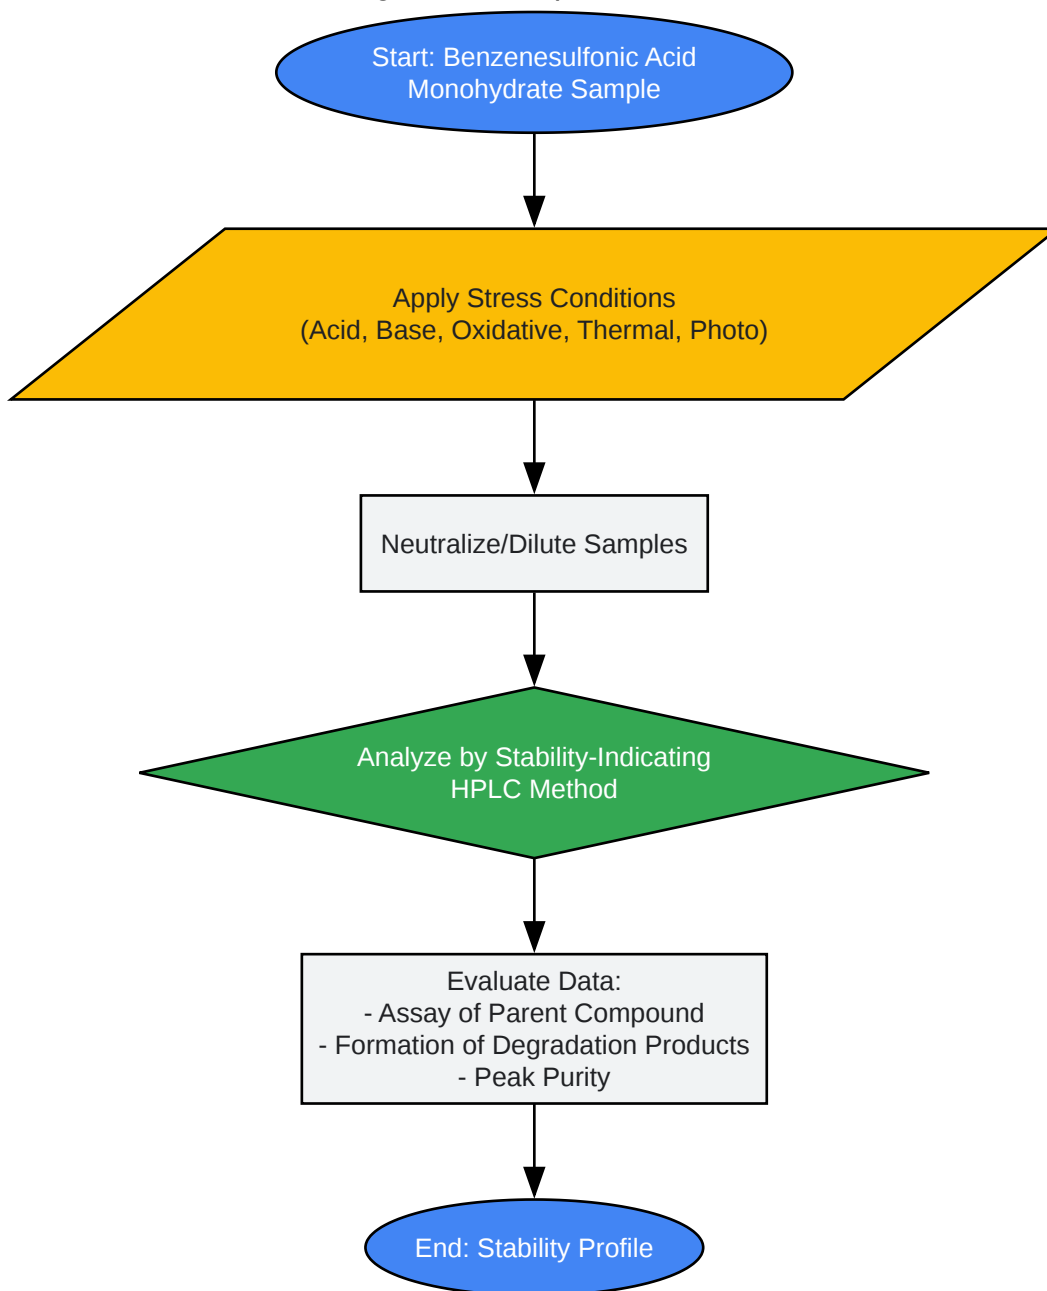 Start: Benzenesulfonic Acid
Monohydrate Sample
Apply Stress Conditions
(Acid, Base, Oxidative, Thermal, Photo)
Neutralize/Dilute Samples
Analyze by Stability-Indicating
HPLC Method
Evaluate Data:
- Assay of Parent Compound
- Formation of Degradation Products
- Peak Purity
End: Stability Profile